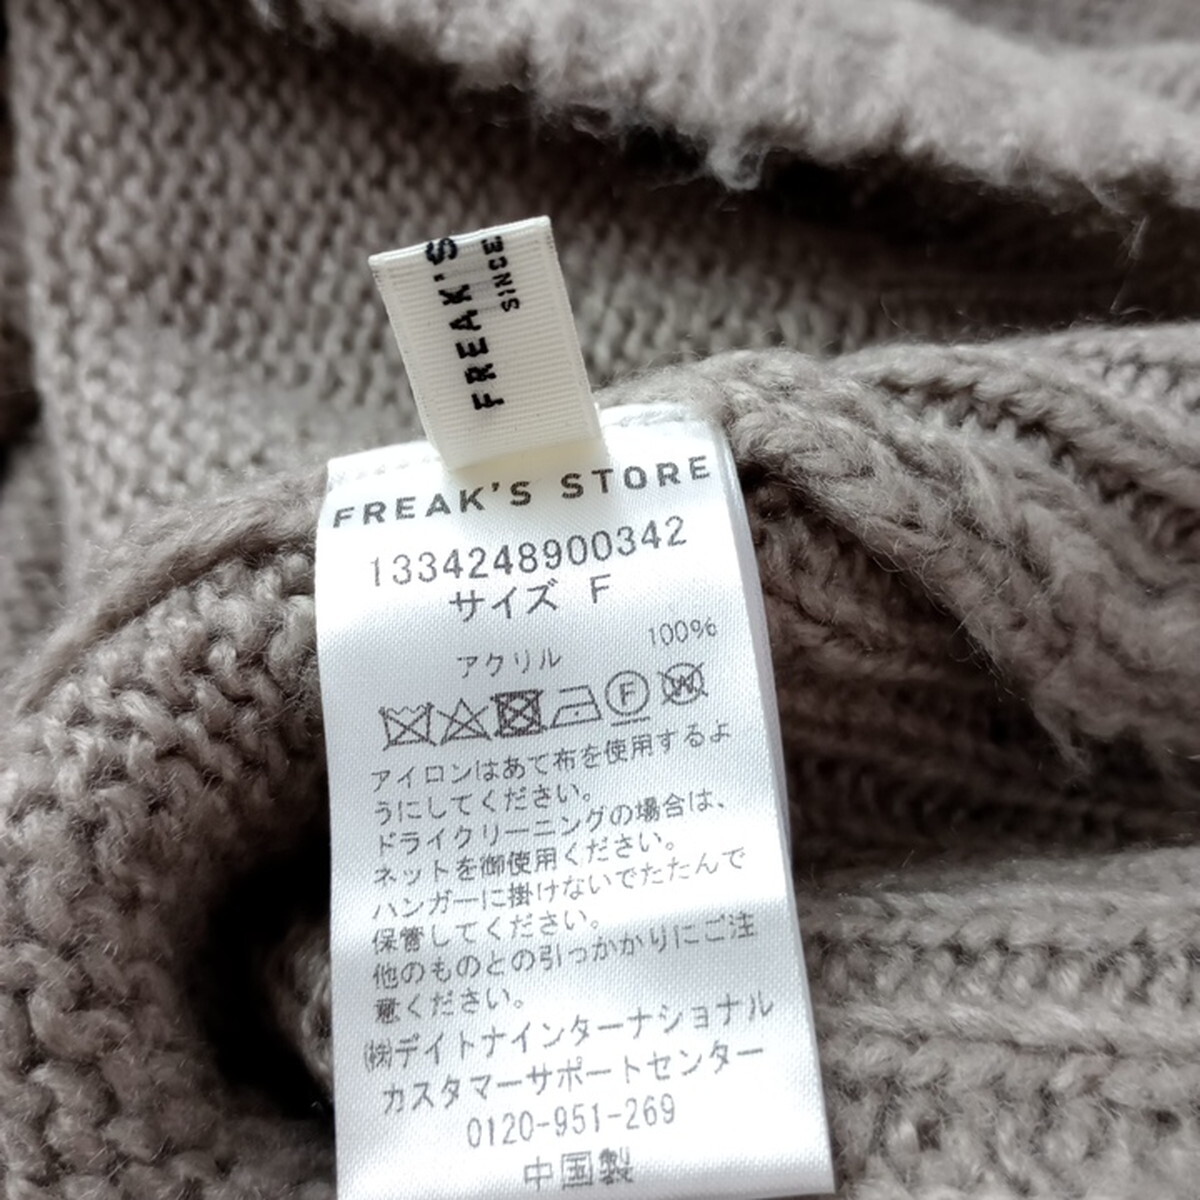 FREAK'S
SINCE
FREAK'S STORE
1334248900342
サイズ F
100%
アクリル
F
W
アイロンはあて布を使用するよ
うにしてください。
ドライクリーニングの場合は、
ネットを御使用ください。
ハンガーに掛けないでたたんで
保管してください。
他のものとの引っかかりにご注
意ください。
㈱デイトナインターナショナル
カスタマーサポートセンター
0120-951-269
中国製